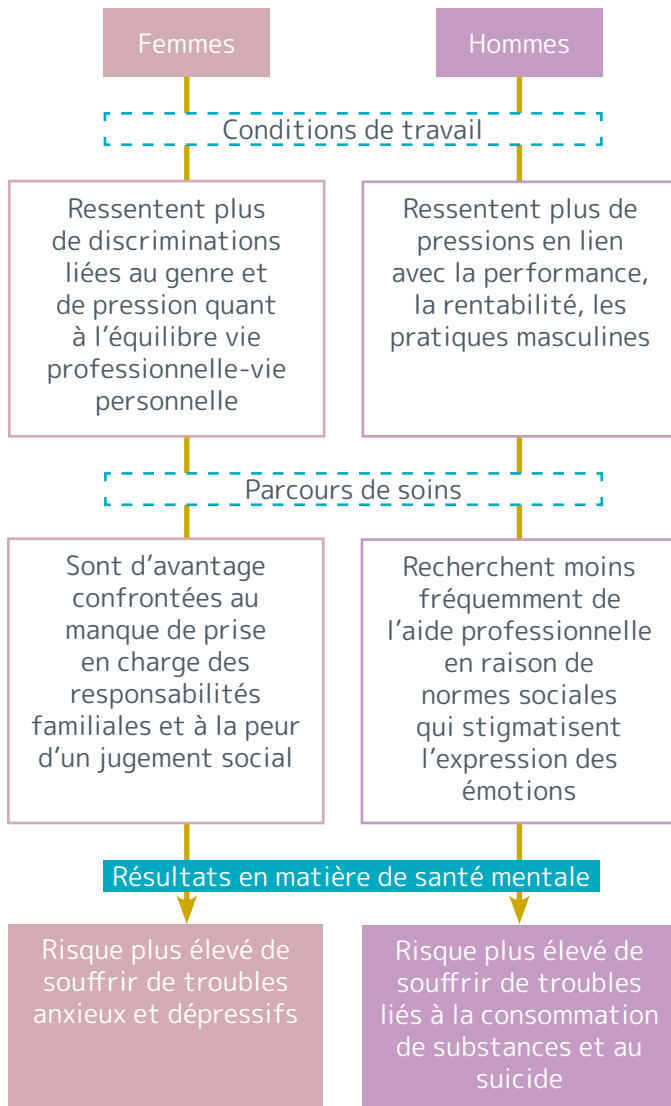 Femmes
Hommes
Conditions de travail
Ressentent plus
de discriminations
liées au genre et
de pression quant
à l'équilibre vie
professionnelle-vie
personnelle
Ressentent plus de
pressions en lien
avec la performance,
la rentabilité, les
pratiques masculines
Parcours de soins
Sont d'avantage
confrontées au
manque de prise
en charge des
responsabilités
familiales et à la peur
d'un jugement social
Recherchent moins
fréquemment de
l'aide professionnelle
en raison de
normes sociales
qui stigmatisent
l'expression des
émotions
Résultats en matière de santé mentale
Risque plus élevé de
souffrir de troubles
anxieux et dépressifs
Risque plus élevé de
souffrir de troubles
liés à la consommation
de substances et au
suicide